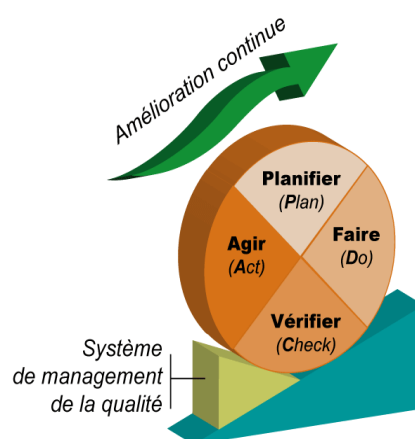 Amélioration continue
Planifier
(Plan)
Faire
(Do)
Agir
(Act)
Vérifier
(Check)
Système
de management
de la qualité